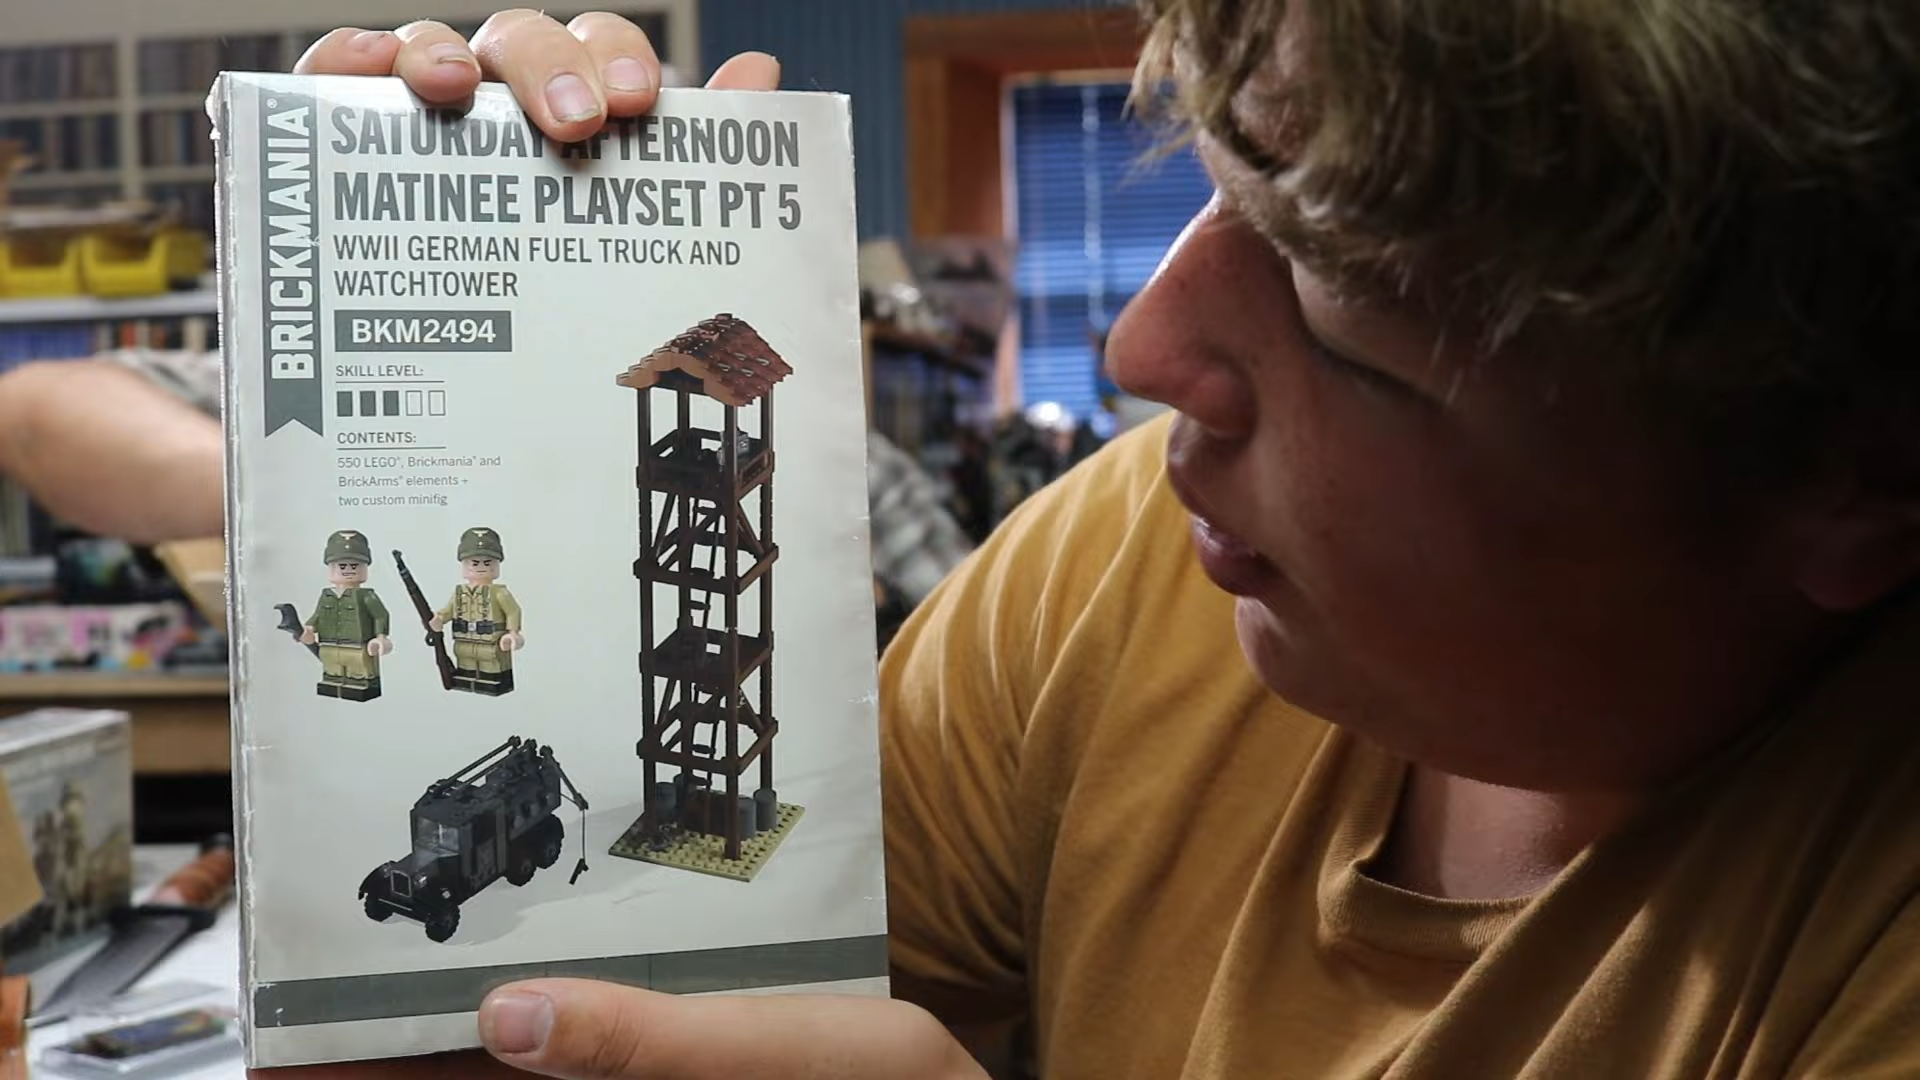 BRICKMANIA®
SATURDAY AFTERNOON
MATINEE PLAYSET PT 5
WWII GERMAN FUEL TRUCK AND
WATCHTOWER
BKM2494
SKILL LEVEL:
CONTENTS:
550 LEGO®, Brickmania® and
BrickArms® elements +
two custom minifig